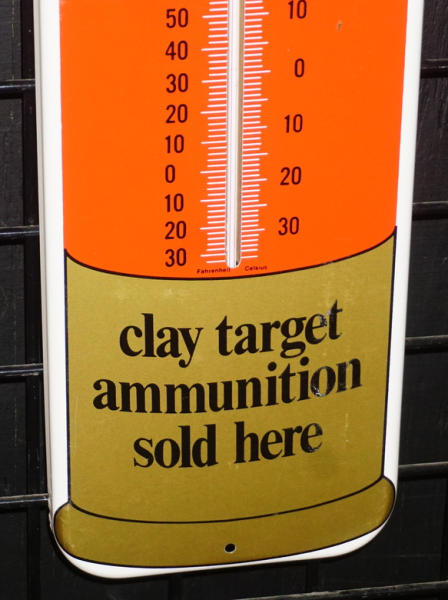 50 10
40
30 0
20
10 10
0
10 20
20
30 30
Fahrenheit Celsius
clay target
ammunition
sold here